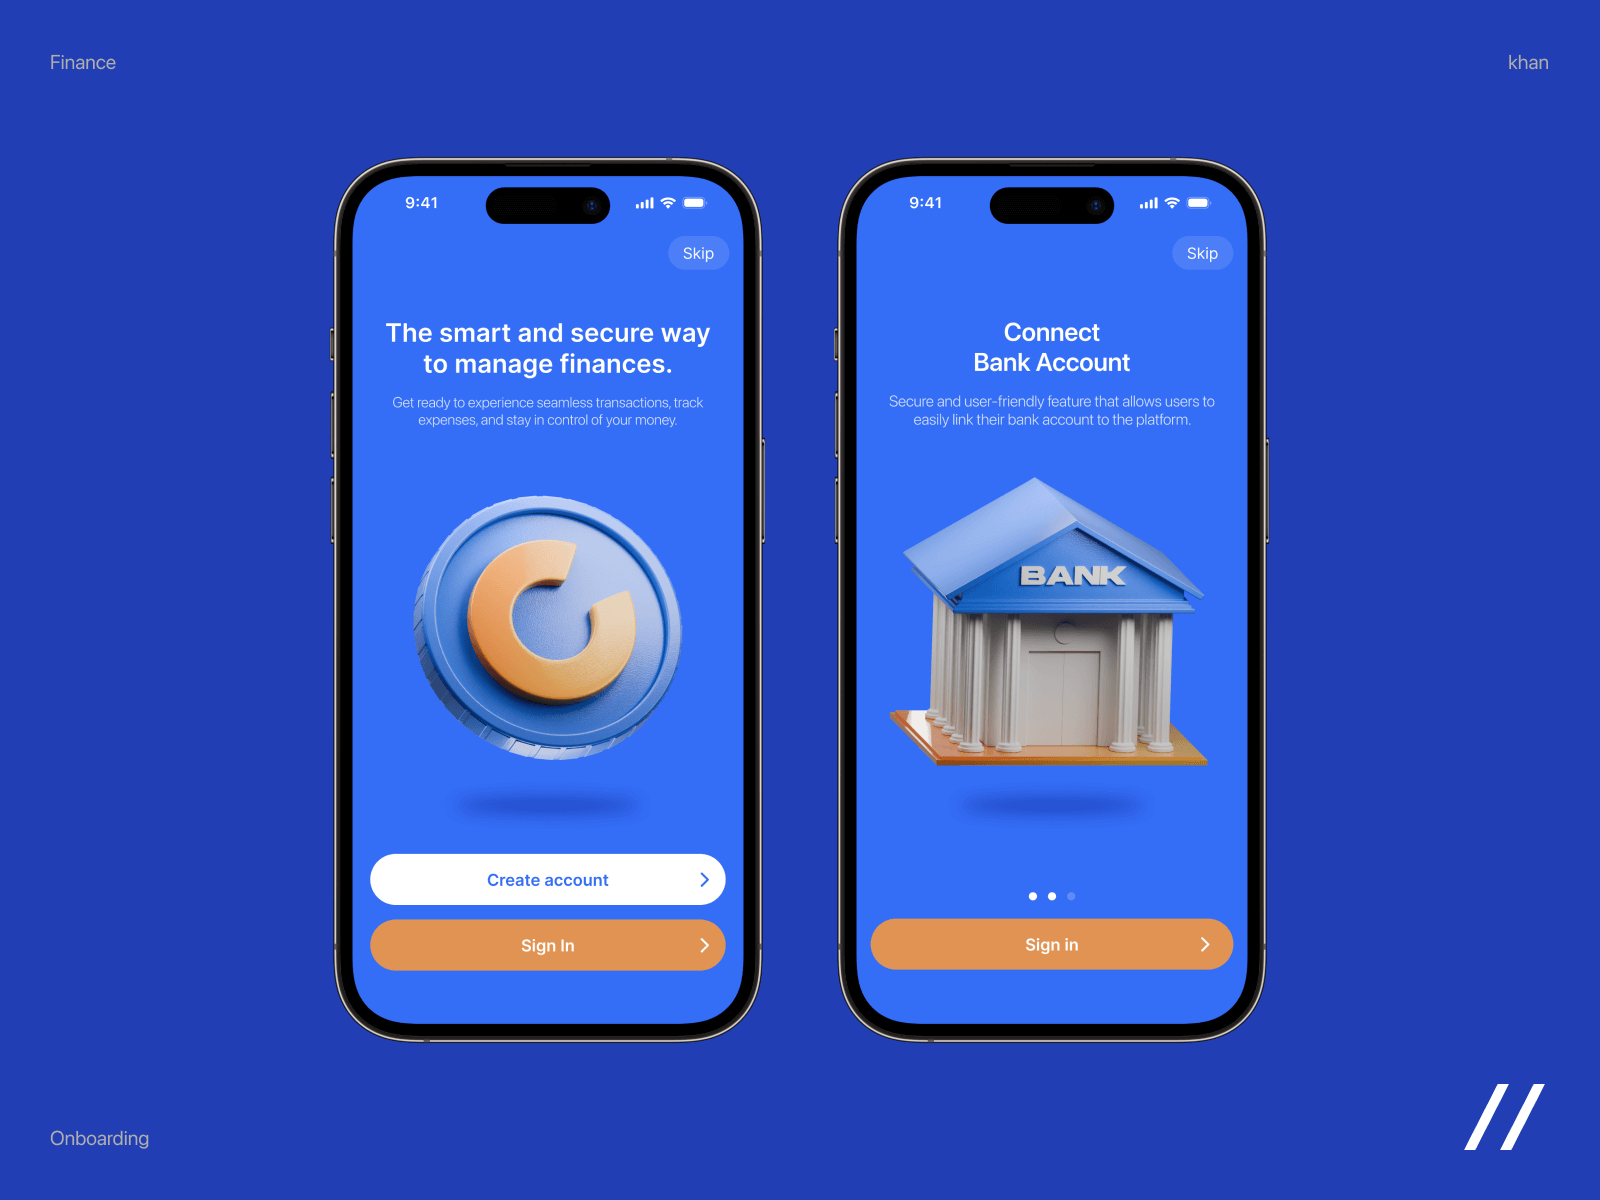 Finance
khan
9:41
Skip
The smart and secure way
to manage finances.
Get ready to experience seamless transactions, track
expenses, and stay in control of your money.
Create account
Sign In
9:41
Skip
Connect
Bank Account
Secure and user-friendly feature that allows users to
easily link their bank account to the platform.
BANK
Sign in
Onboarding